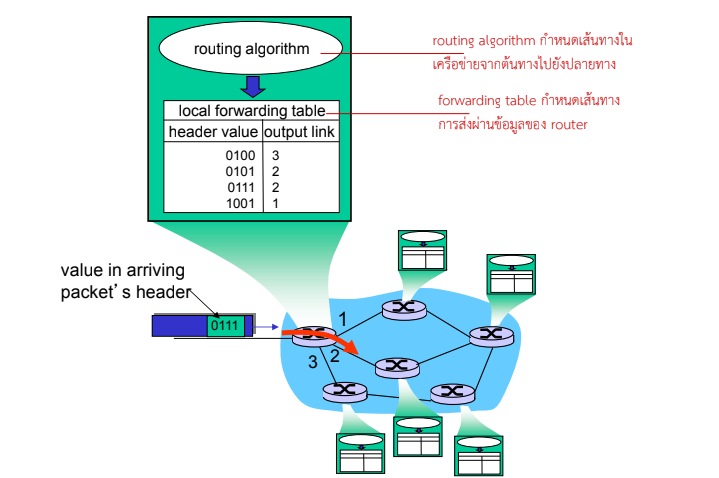 routing algorithm
routing algorithm กำหนดเส้นทางใน
เครือข่ายจากต้นทางไปยังปลายทาง
local forwarding table
forwarding table กำหนดเส้นทาง
การส่งผ่านข้อมูลของ router
header value output link
0100 3
0101 2
0111 2
1001 1
value in arriving
packet's header
0111
1
2
3